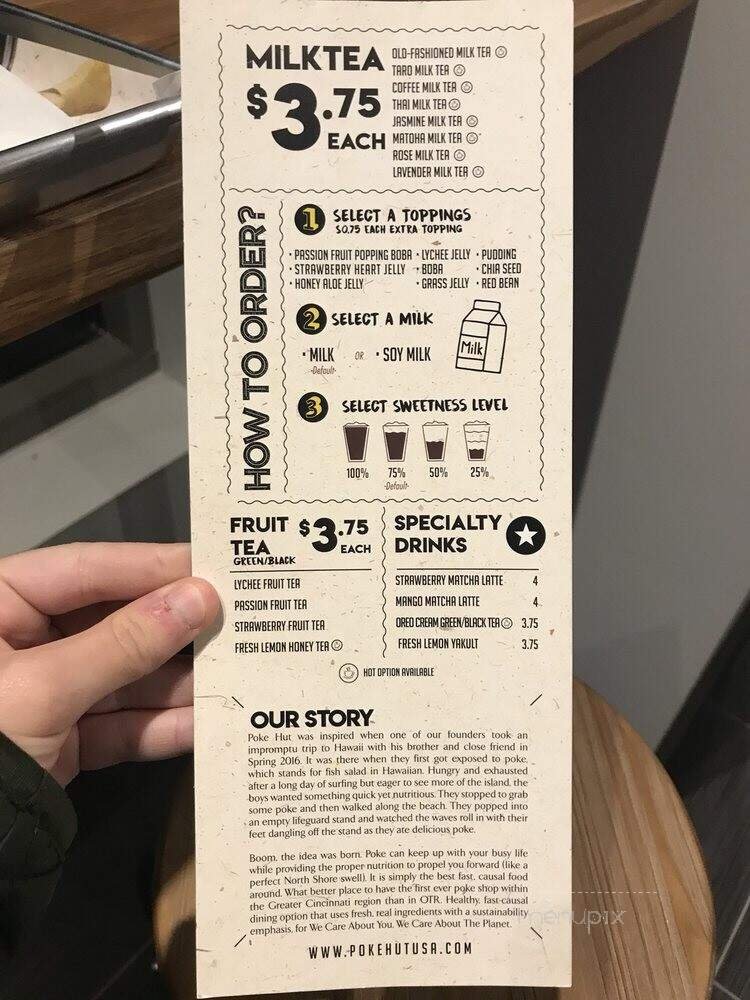 MILKTEA
$3.75
EACH
OLD-FASHIONED MILK TEA
TARO MILK TEA
COFFEE MILK TEA
THAI MILK TEA
JASMINE MILK TEA
MATCHA MILK TEA
ROSE MILK TEA
LAVENDER MILK TEA
HOW TO ORDER?
1 SELECT A TOPPINGS
$0.75 EACH EXTRA TOPPING
• PASSION FRUIT POPPING BOBA • LYCHEE JELLY • PUDDING
• STRAWBERRY HEART JELLY • BOBA • CHIA SEED
• HONEY ALOE JELLY • GRASS JELLY • RED BEAN
2 SELECT A MILK
• MILK OR • SOY MILK
-Default-
Milk
3 SELECT SWEETNESS LEVEL
100% 75% 50% 25%
-Default-
FRUIT TEA
GREEN/BLACK
$3.75
EACH
LYCHEE FRUIT TEA
PASSION FRUIT TEA
STRAWBERRY FRUIT TEA
FRESH LEMON HONEY TEA
SPECIALTY
DRINKS
STRAWBERRY MATCHA LATTE 4
MANGO MATCHA LATTE 4
OREO CREAM GREEN/BLACK TEA 3.75
FRESH LEMON YAKULT 3.75
HOT OPTION AVAILABLE
OUR STORY
Poke Hut was inspired when one of our founders took an
impromptu trip to Hawaii with his brother and close friend in
Spring 2016. It was there when they first got exposed to poke,
which stands for fish salad in Hawaiian. Hungry and exhausted
after a long day of surfing but eager to see more of the island, the
boys wanted something quick yet nutritious. They stopped to grab
some poke and then walked along the beach. They popped into
an empty lifeguard stand and watched the waves roll in with their
feet dangling off the stand as they ate delicious poke.
Boom, the idea was born. Poke can keep up with your busy life
while providing the proper nutrition to propel you forward (like a
perfect North Shore swell). It is simply the best fast, causal food
around. What better place to have the first ever poke shop within
the Greater Cincinnati region than in OTR. Healthy, fast-causal
dining option that uses fresh, real ingredients with a sustainability
emphasis, for We Care About You, We Care About The Planet.
WWW.POKEHUTUSA.COM
menupix